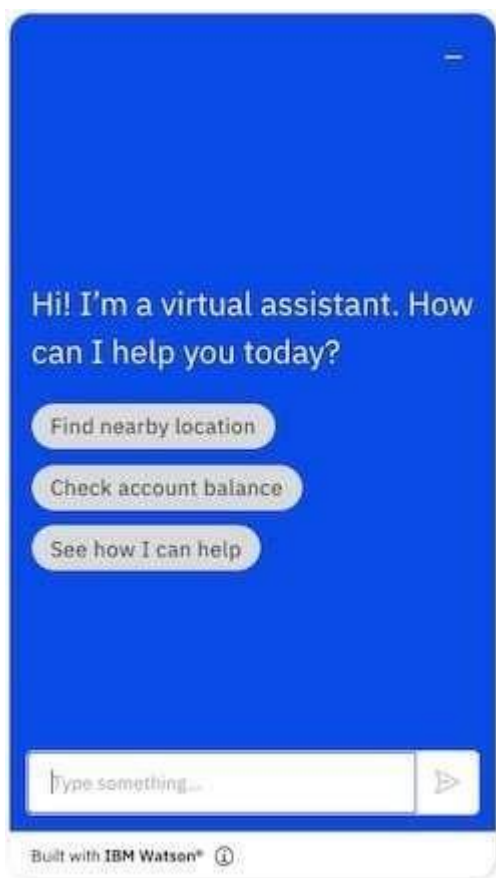 Hi! I'm a virtual assistant. How
can I help you today?
Find nearby location
Check account balance
See how I can help
Type something...
Built with IBM Watson®